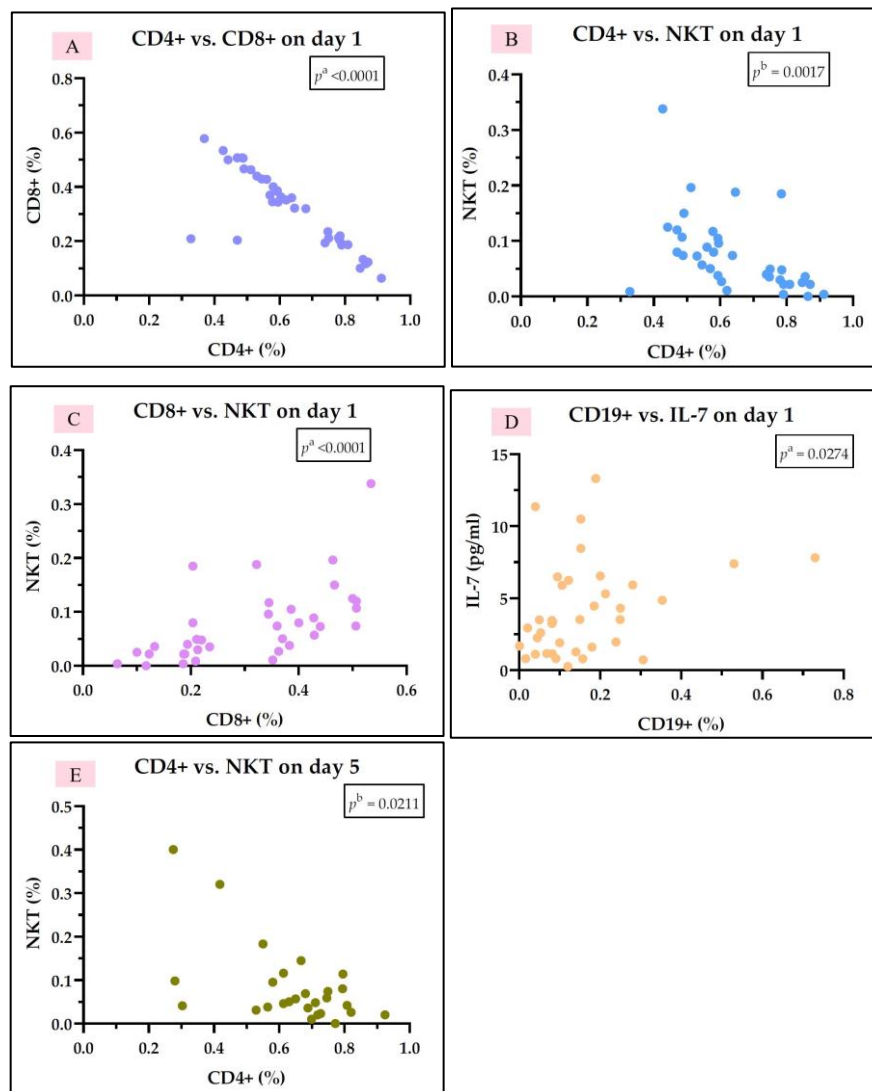 A
CD4+ vs. CD8+ on day 1
pᵃ <0.0001
0.8
0.6
0.4
0.2
0.0
CD8+ (%)
0.0 0.2 0.4 0.6 0.8 1.0
CD4+ (%)
B
CD4+ vs. NKT on day 1
pᵇ = 0.0017
0.4
0.3
0.2
0.1
0.0
NKT (%)
0.0 0.2 0.4 0.6 0.8 1.0
CD4+ (%)
C
CD8+ vs. NKT on day 1
pᵃ <0.0001
0.4
0.3
0.2
0.1
0.0
NKT (%)
0.0 0.2 0.4 0.6
CD8+ (%)
D
CD19+ vs. IL-7 on day 1
pᵃ = 0.0274
15
10
5
0
IL-7 (pg/ml)
0.0 0.2 0.4 0.6 0.8
CD19+ (%)
E
CD4+ vs. NKT on day 5
pᵇ = 0.0211
0.5
0.4
0.3
0.2
0.1
0.0
NKT (%)
0.0 0.2 0.4 0.6 0.8 1.0
CD4+ (%)